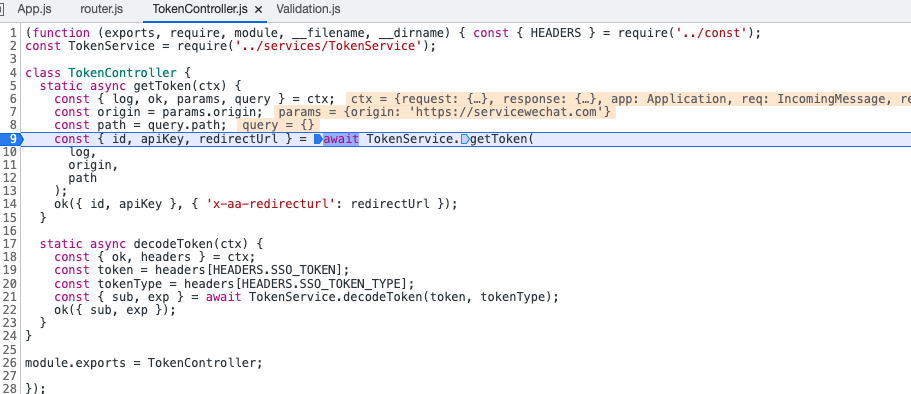 App.js router.js TokenController.js × Validation.js
1 (function (exports, require, module, __filename, __dirname) { const { HEADERS } = require('../const');
2 const TokenService = require('../services/TokenService');
3
4 class TokenController {
5   static async getToken(ctx) {
6     const { log, ok, params, query } = ctx; ctx = {request: {…}, response: {…}, app: Application, req: IncomingMessage, re
7     const origin = params.origin; params = {origin: 'https://servicewechat.com'}
8     const path = query.path; query = {}
9     const { id, apiKey, redirectUrl } = await TokenService.getToken(
10       log,
11       origin,
12       path
13     );
14     ok({ id, apiKey }, { 'x-aa-redirecturl': redirectUrl });
15   }
16
17   static async decodeToken(ctx) {
18     const { ok, headers } = ctx;
19     const token = headers[HEADERS.SSO_TOKEN];
20     const tokenType = headers[HEADERS.SSO_TOKEN_TYPE];
21     const { sub, exp } = await TokenService.decodeToken(token, tokenType);
22     ok({ sub, exp });
23   }
24 }
25
26 module.exports = TokenController;
27
28 });